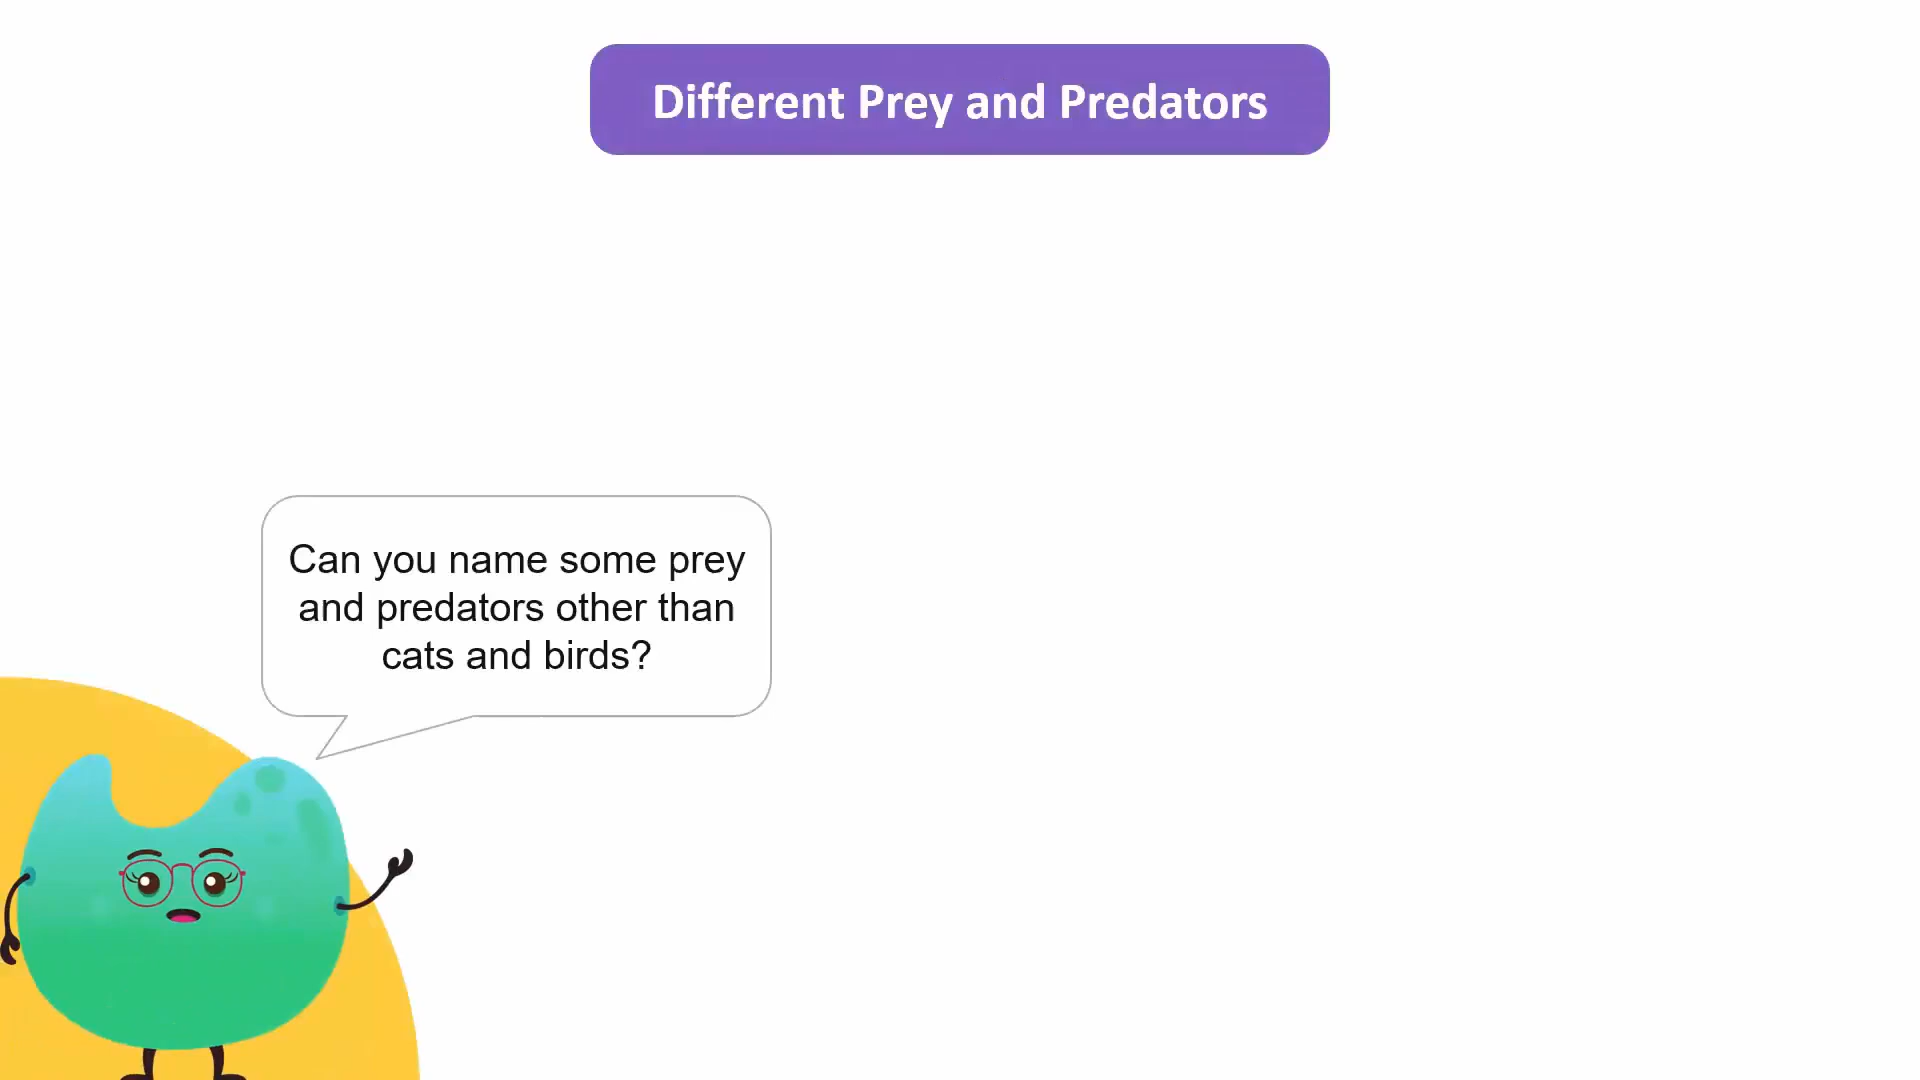 Different Prey and Predators
Can you name some prey
and predators other than
cats and birds?